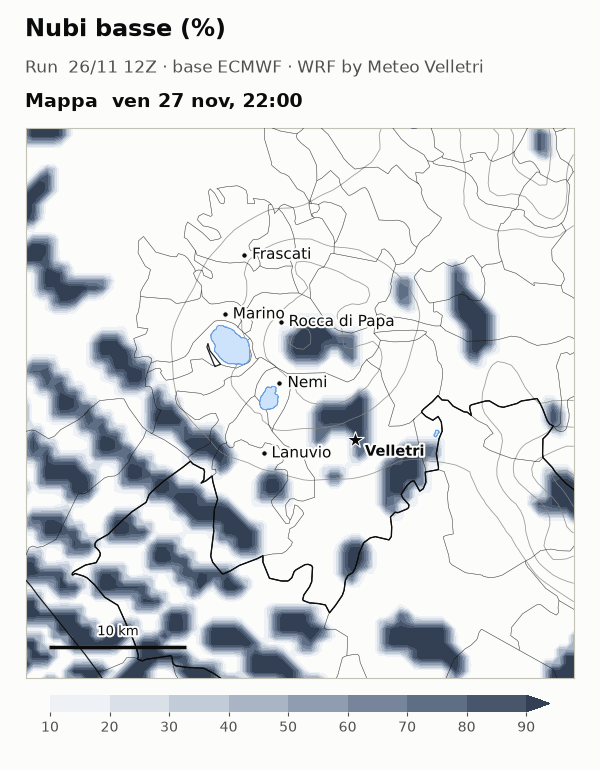 Nubi basse (%)
Run  26/11 12Z · base ECMWF · WRF by Meteo Velletri
Mappa  ven 27 nov, 22:00
Frascati
Marino
Rocca di Papa
Nemi
Velletri
Lanuvio
10 km
10 20 30 40 50 60 70 80 90